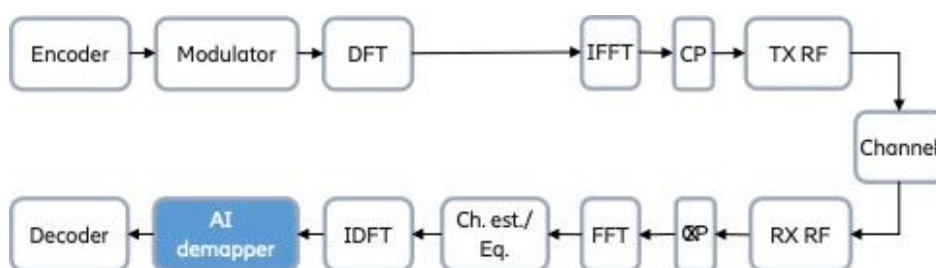 Encoder
Modulator
DFT
IFFT
CP
TX RF
Channel
Decoder
AI
demapper
IDFT
Ch. est./
Eq.
FFT
RX RF